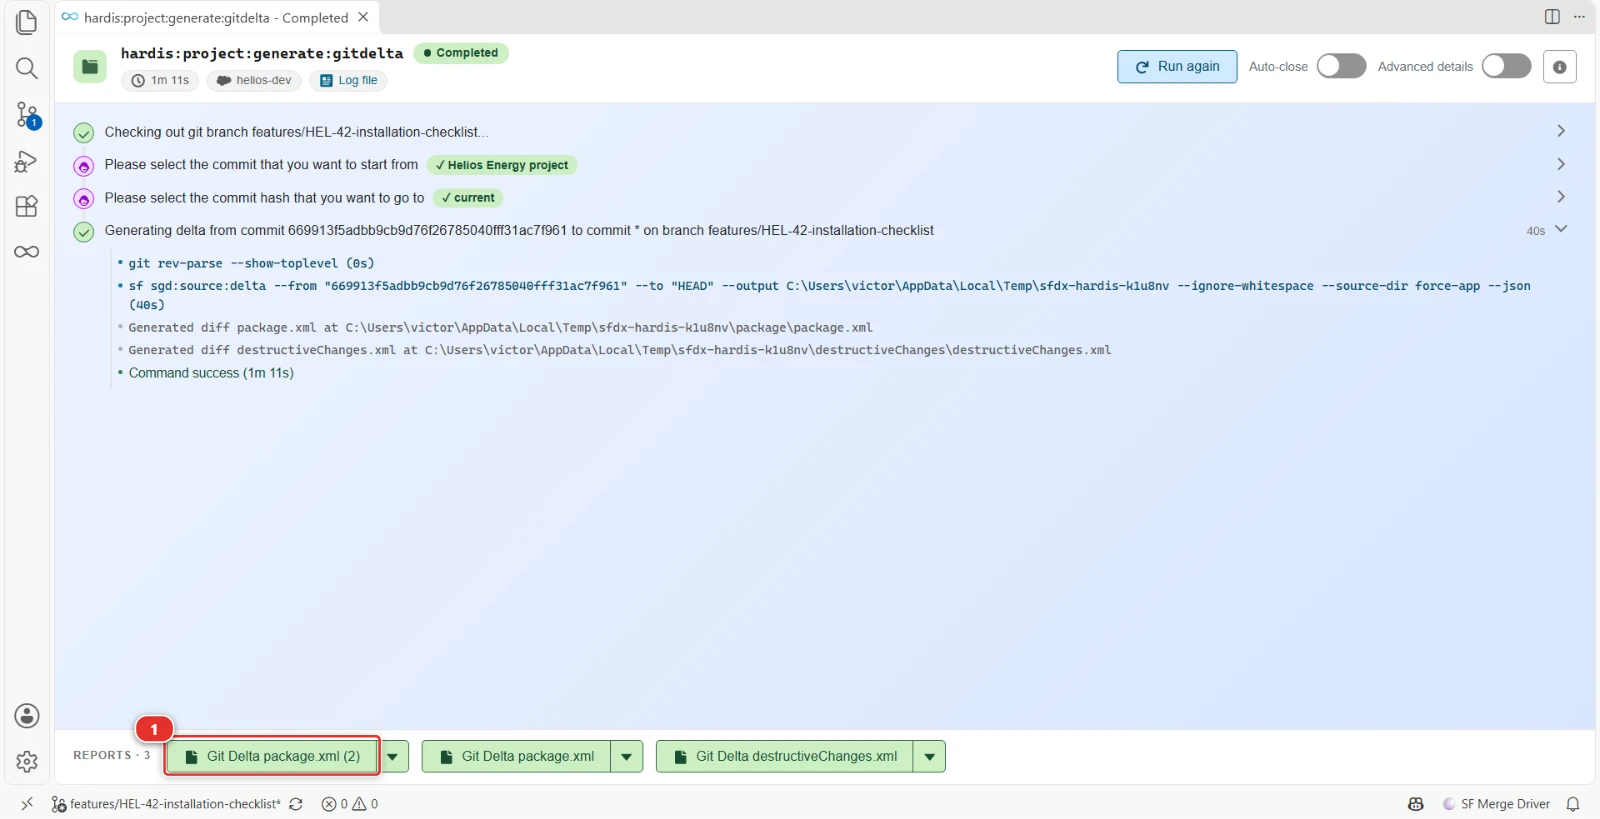 hardis:project:generate:gitdelta - Completed
hardis:project:generate:gitdelta
Completed
1m 11s
helios-dev
Log file
Run again
Auto-close
Advanced details
Checking out git branch features/HEL-42-installation-checklist...
Please select the commit that you want to start from
✓ Helios Energy project
Please select the commit hash that you want to go to
✓ current
Generating delta from commit 669913f5adbb9cb9d76f26785040fff31ac7f961 to commit * on branch features/HEL-42-installation-checklist
40s
• git rev-parse --show-toplevel (0s)
• sf sgd:source:delta --from "669913f5adbb9cb9d76f26785040fff31ac7f961" --to "HEAD" --output C:\Users\victor\AppData\Local\Temp\sfdx-hardis-k1u8nv --ignore-whitespace --source-dir force-app --json
(40s)
• Generated diff package.xml at C:\Users\victor\AppData\Local\Temp\sfdx-hardis-k1u8nv\package\package.xml
• Generated diff destructiveChanges.xml at C:\Users\victor\AppData\Local\Temp\sfdx-hardis-k1u8nv\destructiveChanges\destructiveChanges.xml
• Command success (1m 11s)
1
1
REPORTS · 3
Git Delta package.xml (2)
Git Delta package.xml
Git Delta destructiveChanges.xml
features/HEL-42-installation-checklist*
0
0
SF Merge Driver